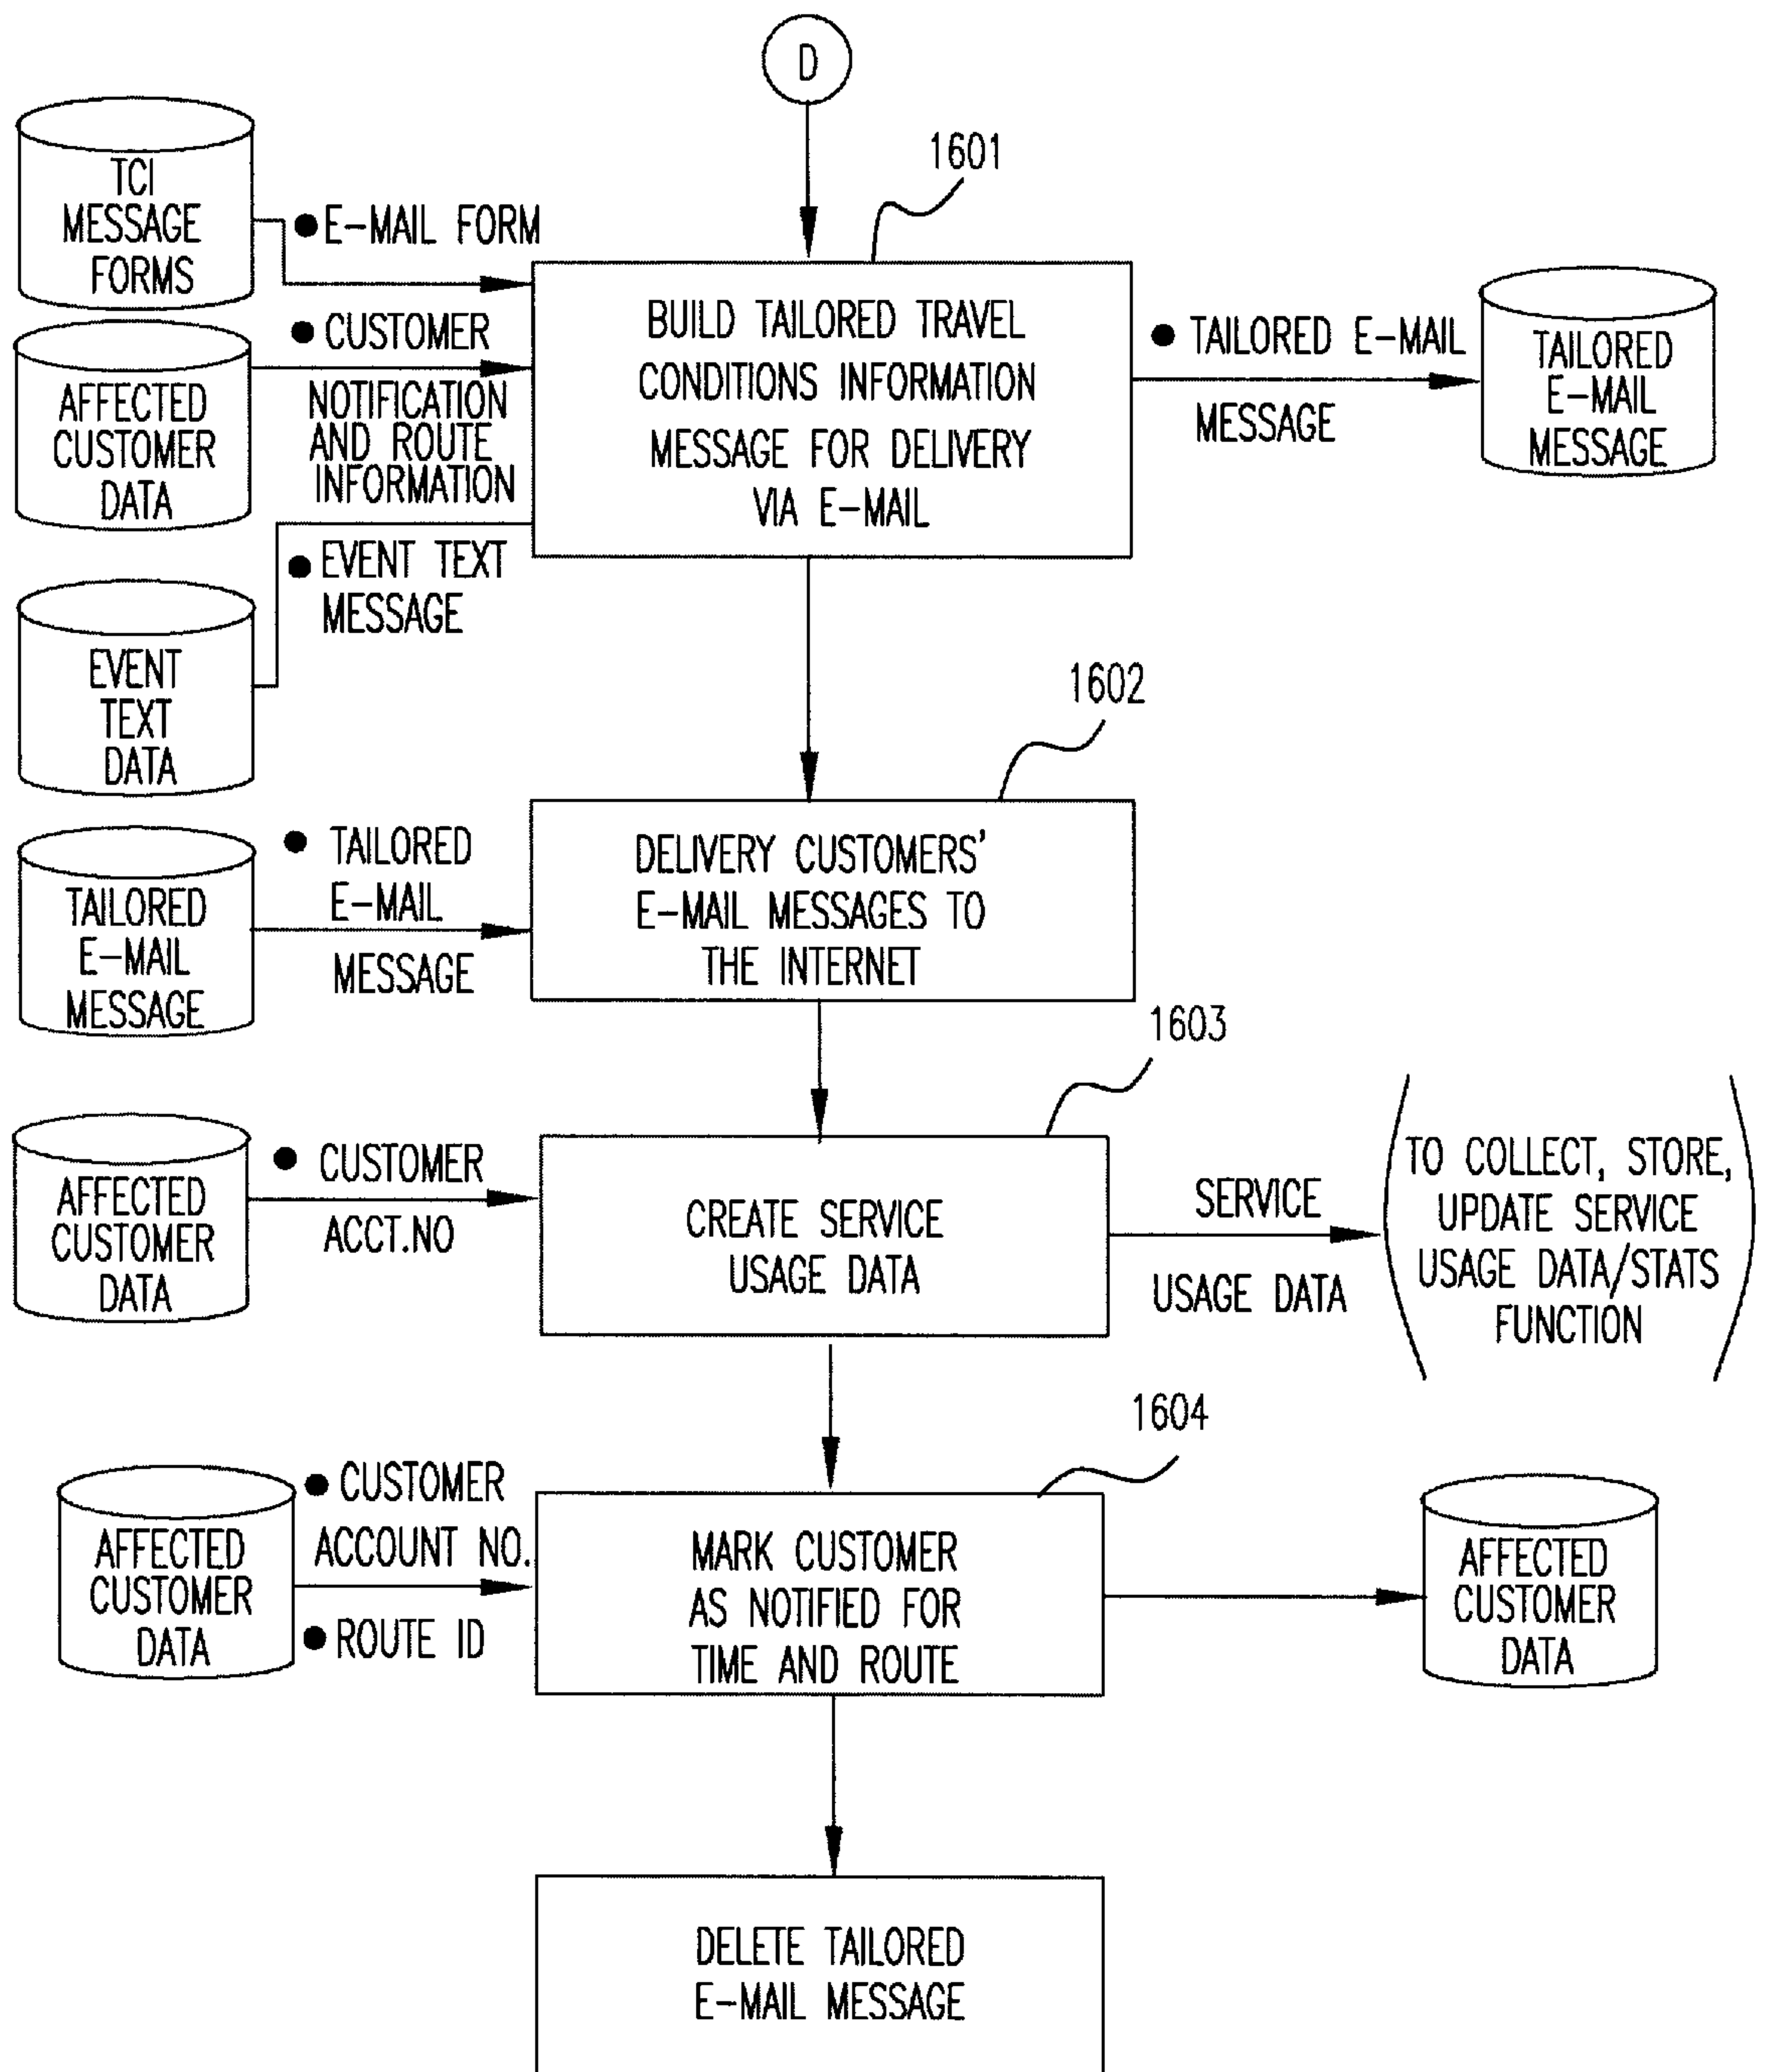 D
1601
TCI
MESSAGE
FORMS
● E-MAIL FORM
● CUSTOMER
NOTIFICATION
AND ROUTE
INFORMATION
AFFECTED
CUSTOMER
DATA
BUILD TAILORED TRAVEL
CONDITIONS INFORMATION
MESSAGE FOR DELIVERY
VIA E-MAIL
● TAILORED E-MAIL
MESSAGE
TAILORED
E-MAIL
MESSAGE
● EVENT TEXT
MESSAGE
EVENT
TEXT
DATA
1602
TAILORED
E-MAIL
MESSAGE
● TAILORED
E-MAIL
MESSAGE
DELIVERY CUSTOMERS'
E-MAIL MESSAGES TO
THE INTERNET
1603
AFFECTED
CUSTOMER
DATA
● CUSTOMER
ACCT.NO
CREATE SERVICE
USAGE DATA
SERVICE
USAGE DATA
TO COLLECT, STORE,
UPDATE SERVICE
USAGE DATA/STATS
FUNCTION
1604
AFFECTED
CUSTOMER
DATA
● CUSTOMER
ACCOUNT NO.
● ROUTE ID
MARK CUSTOMER
AS NOTIFIED FOR
TIME AND ROUTE
AFFECTED
CUSTOMER
DATA
DELETE TAILORED
E-MAIL MESSAGE